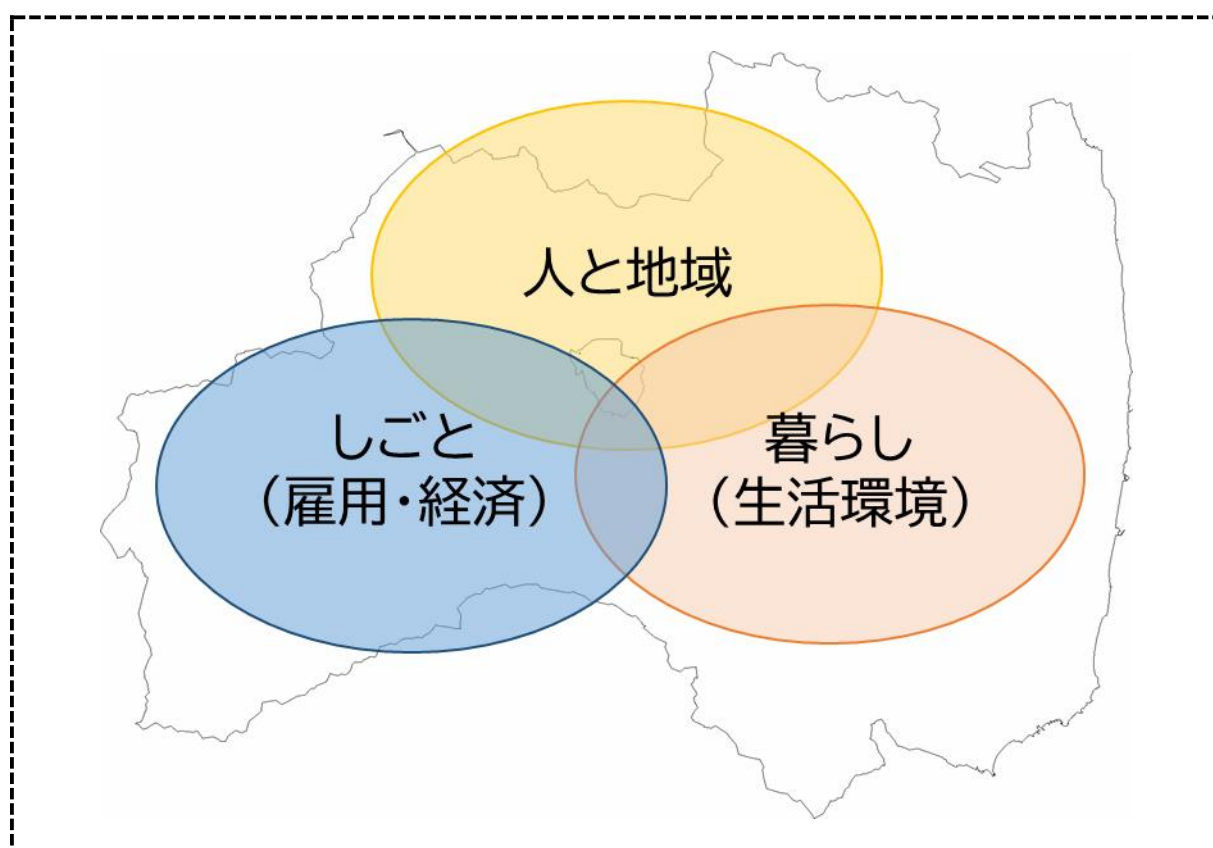 人と地域
しごと
（雇用・経済）
暮らし
（生活環境）